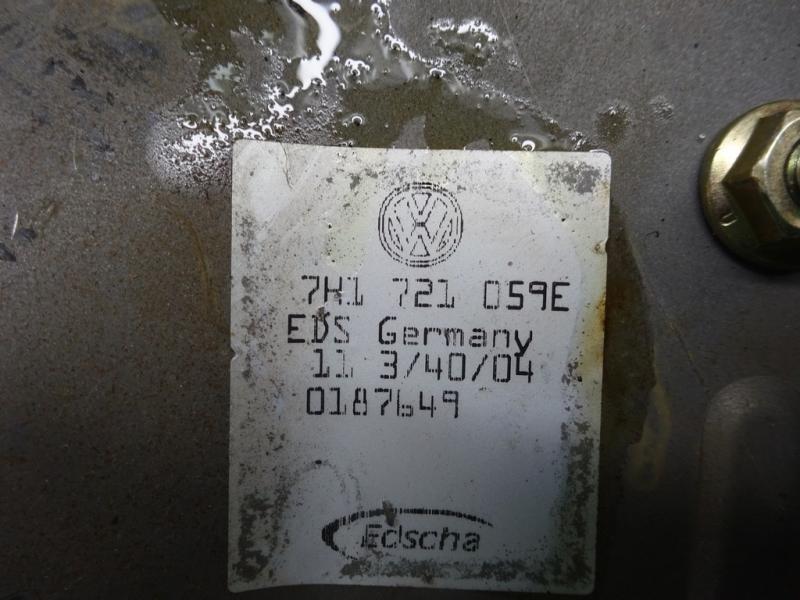 7H1 721 059E
EDS Germany
11 3/40/04
0187649
Edscha